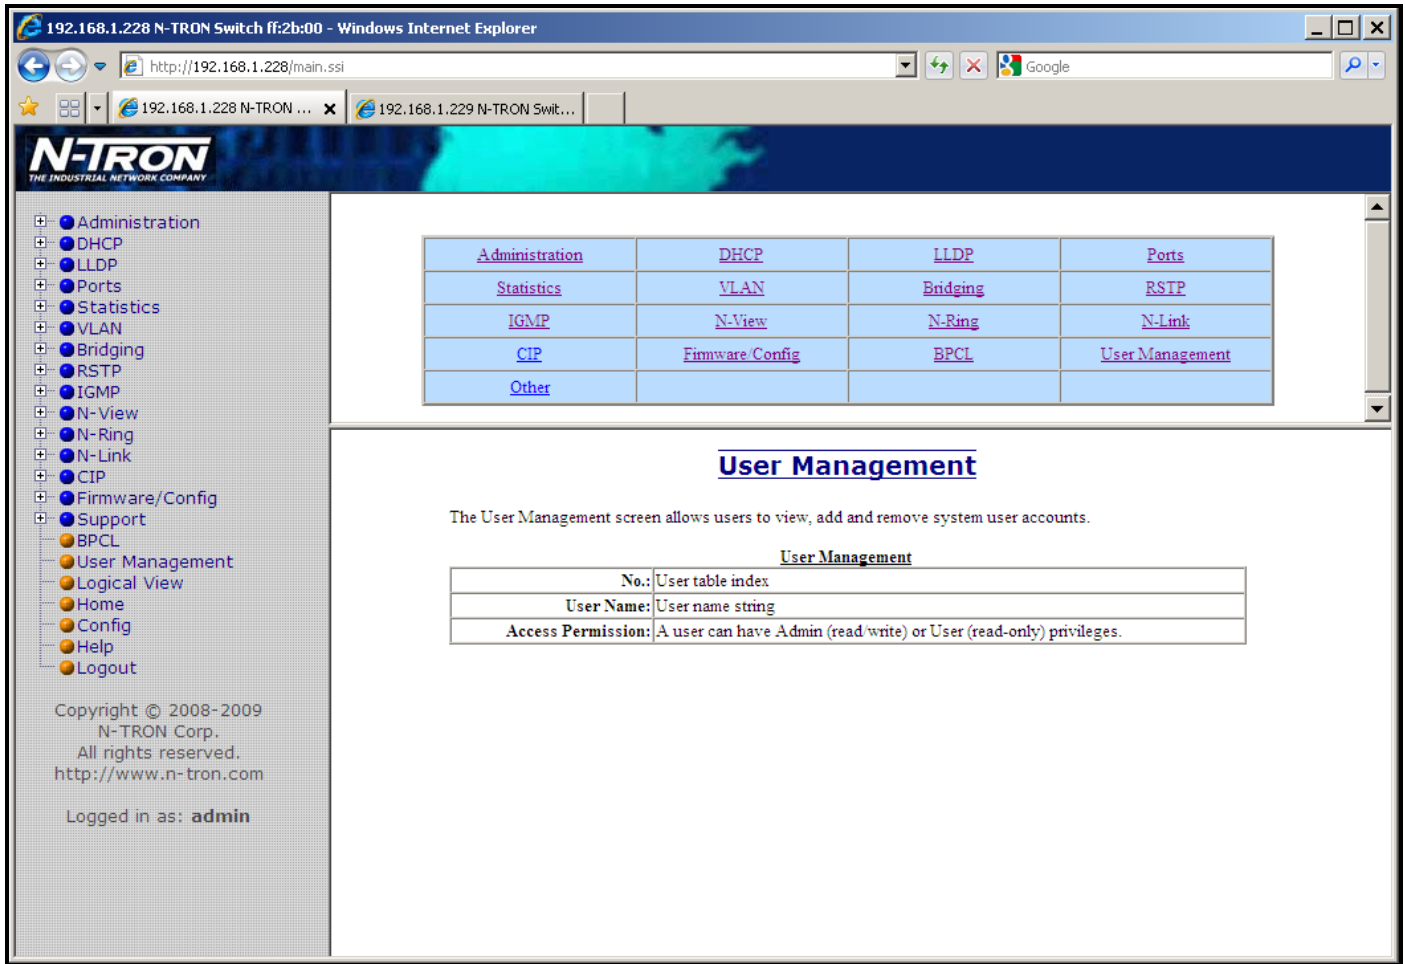 192.168.1.228 N-TRON Switch ff:2b:00 - Windows Internet Explorer
http://192.168.1.228/main.ssi
Google
192.168.1.228 N-TRON ...
192.168.1.229 N-TRON Swit...
N-TRON
THE INDUSTRIAL NETWORK COMPANY
Administration
DHCP
LLDP
Ports
Statistics
VLAN
Bridging
RSTP
IGMP
N-View
N-Ring
N-Link
CIP
Firmware/Config
Support
BPCL
User Management
Logical View
Home
Config
Help
Logout
Copyright © 2008-2009
N-TRON Corp.
All rights reserved.
http://www.n-tron.com
Logged in as: admin
Administration DHCP LLDP Ports
Statistics VLAN Bridging RSTP
IGMP N-View N-Ring N-Link
CIP Firmware/Config BPCL User Management
Other
User Management
The User Management screen allows users to view, add and remove system user accounts.
User Management
No.: User table index
User Name: User name string
Access Permission: A user can have Admin (read/write) or User (read-only) privileges.